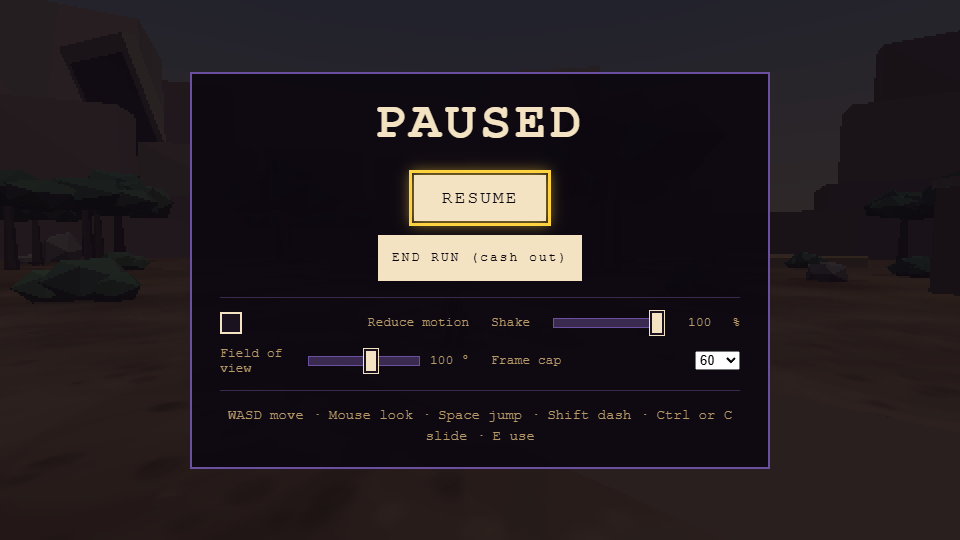 PAUSED
RESUME
END RUN (cash out)
Reduce motion
Shake 100 %
Field of
view 100 °
Frame cap 60
WASD move · Mouse look · Space jump · Shift dash · Ctrl or C
slide · E use